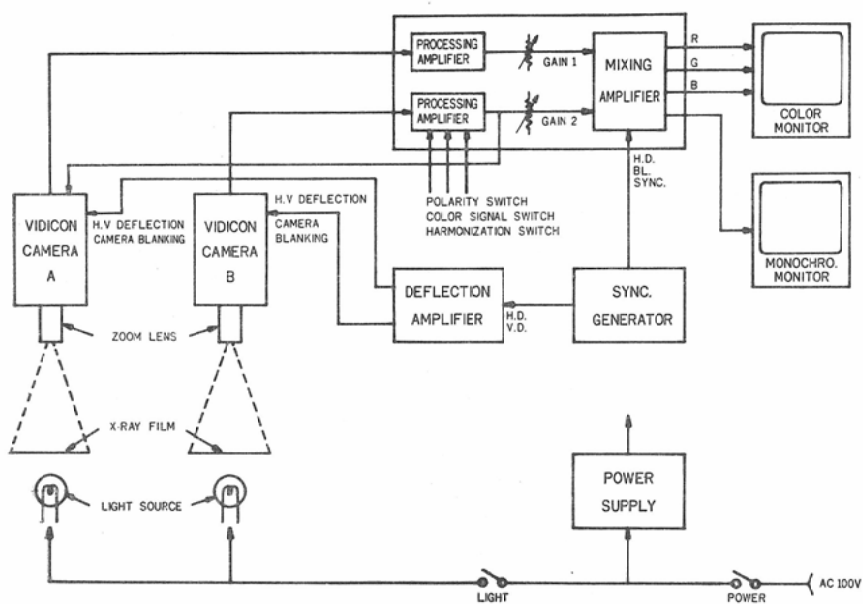 PROCESSING
AMPLIFIER
GAIN 1
MIXING
AMPLIFIER
R
G
B
COLOR
MONITOR
PROCESSING
AMPLIFIER
GAIN 2
H.D.
BL.
SYNC.
POLARITY SWITCH
COLOR SIGNAL SWITCH
HARMONIZATION SWITCH
MONOCHRO.
MONITOR
VIDICON
CAMERA
A
H.V DEFLECTION
CAMERA BLANKING
VIDICON
CAMERA
B
H.V DEFLECTION
CAMERA
BLANKING
DEFLECTION
AMPLIFIER
H.D.
V.D.
SYNC.
GENERATOR
ZOOM LENS
X-RAY FILM
LIGHT SOURCE
POWER
SUPPLY
LIGHT
POWER
AC 100V